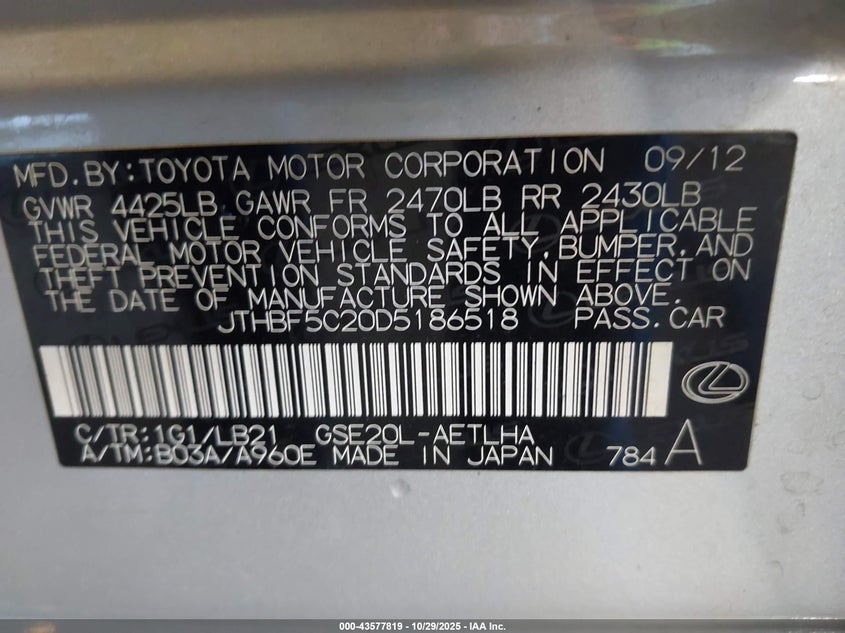 MFD. BY: TOYOTA MOTOR CORPORATION 09/12
GVWR 4425LB GAWR FR 2470LB RR 2430LB
THIS VEHICLE CONFORMS TO ALL APPLICABLE
FEDERAL MOTOR VEHICLE SAFETY, BUMPER, AND
THEFT PREVENTION STANDARDS IN EFFECT ON
THE DATE OF MANUFACTURE SHOWN ABOVE.
JTHBF5C20D5186518 PASS. CAR
C/TR: 1G1/LB21 GSE20L-AETLHA
A/TM: B03A/A960E MADE IN JAPAN 784 A
000-43577819 | 10/29/2025 - IAA Inc.